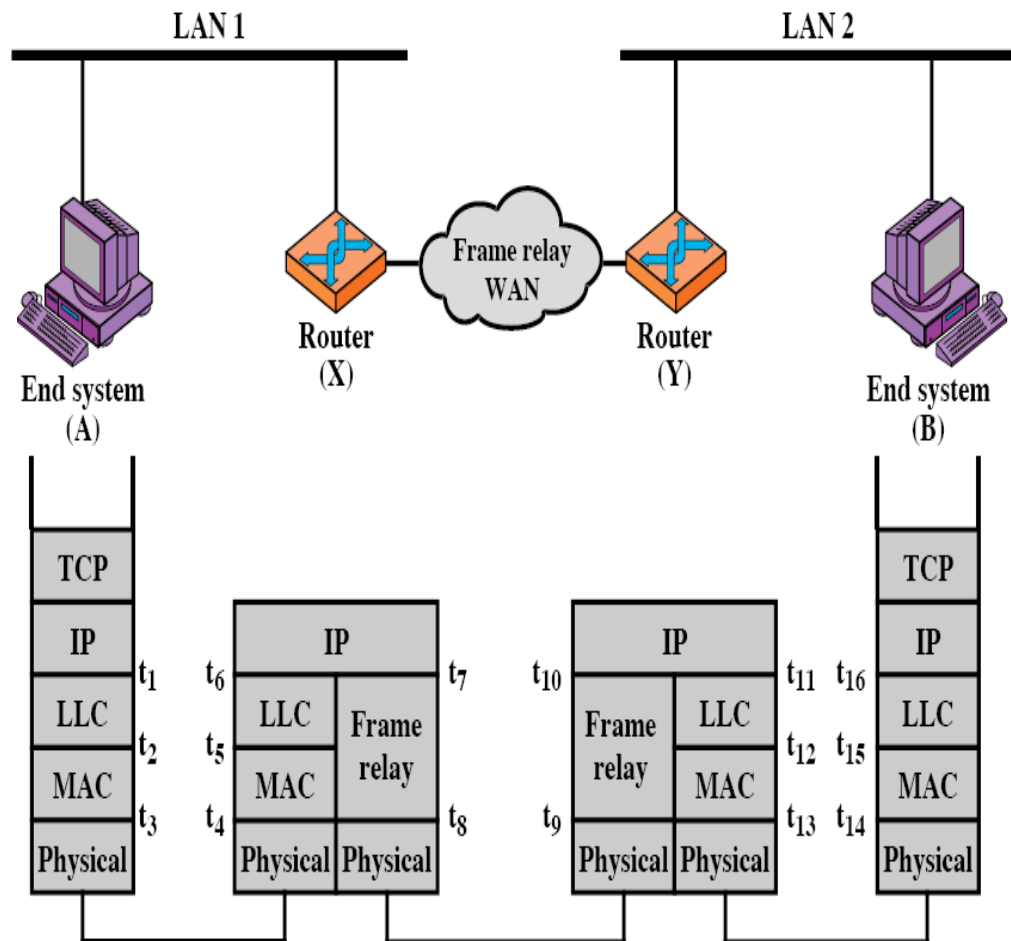 LAN 1 LAN 2
Frame relay
WAN
Router
(X)
Router
(Y)
End system
(A)
End system
(B)
TCP TCP
IP IP IP IP
t1 t6 t7 t10 t11 t16
LLC LLC Frame relay Frame relay LLC LLC
t2 t5 t12 t15
MAC MAC MAC MAC
t3 t4 t8 t9 t13 t14
Physical Physical Physical Physical Physical Physical